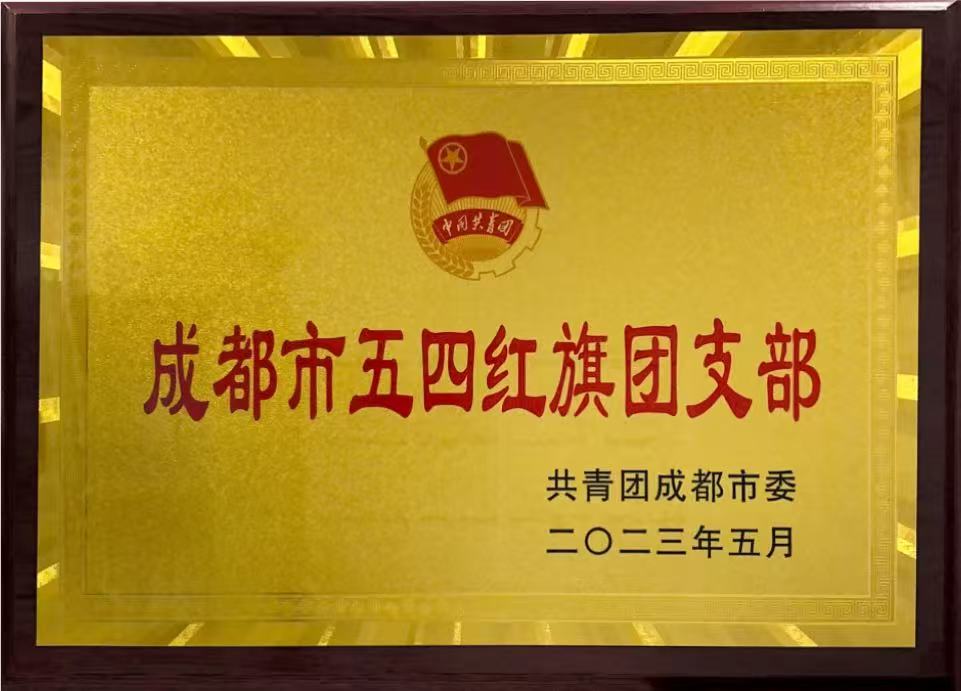 中国共青团
成都市五四红旗团支部
共青团成都市委
二〇二三年五月